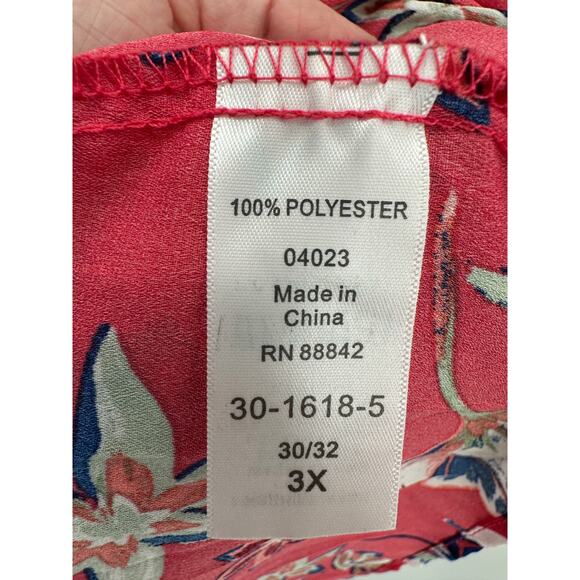 100% POLYESTER
04023
Made in
China
RN 88842
30-1618-5
30/32
3X